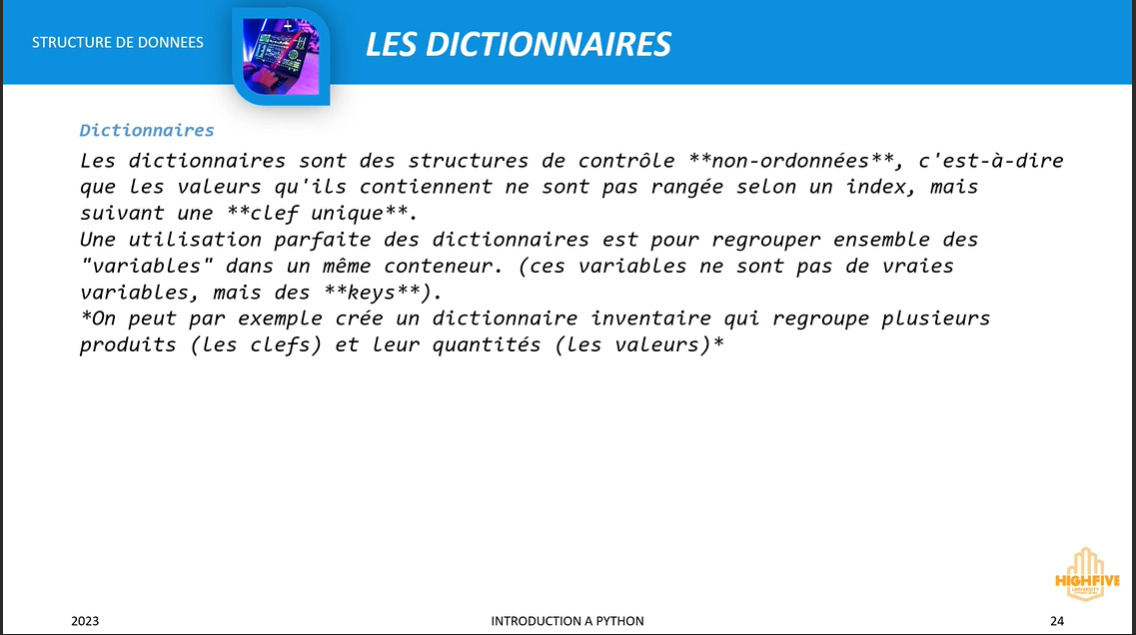 STRUCTURE DE DONNEES
LES DICTIONNAIRES
Dictionnaires
Les dictionnaires sont des structures de contrôle **non-ordonnées**, c'est-à-dire
que les valeurs qu'ils contiennent ne sont pas rangée selon un index, mais
suivant une **clef unique**.
Une utilisation parfaite des dictionnaires est pour regrouper ensemble des
"variables" dans un même conteneur. (ces variables ne sont pas de vraies
variables, mais des **keys**).
*On peut par exemple crée un dictionnaire inventaire qui regroupe plusieurs
produits (les clefs) et leur quantités (les valeurs)*
HIGHFIVE
UNIVERSITY
2023
INTRODUCTION A PYTHON
24